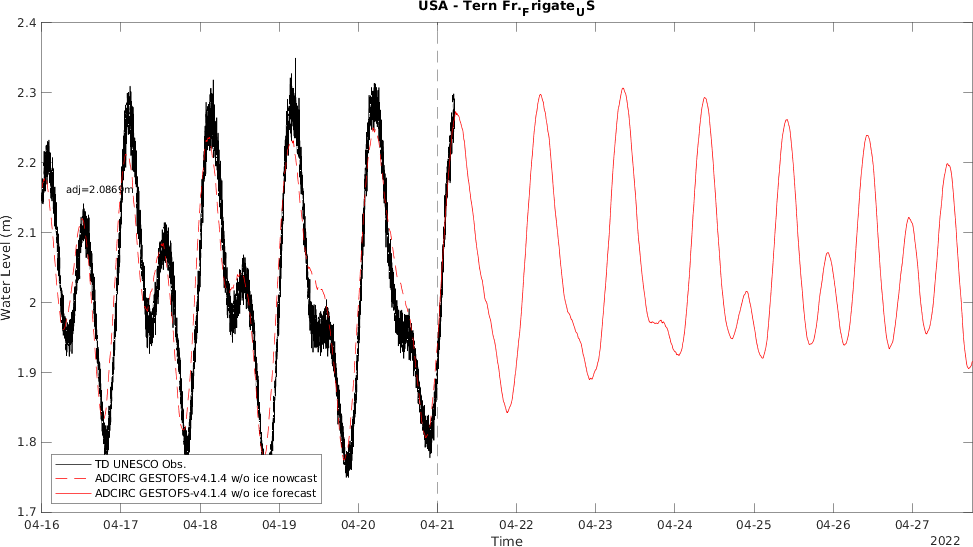 USA - Tern Fr.FrigateUS
2.4
2.3
2.2
2.1
2
1.9
1.8
1.7
Water Level (m)
adj=2.0869m
TD UNESCO Obs.
ADCIRC GESTOFS-v4.1.4 w/o ice nowcast
ADCIRC GESTOFS-v4.1.4 w/o ice forecast
04-16 04-17 04-18 04-19 04-20 04-21 04-22 04-23 04-24 04-25 04-26 04-27
Time
2022